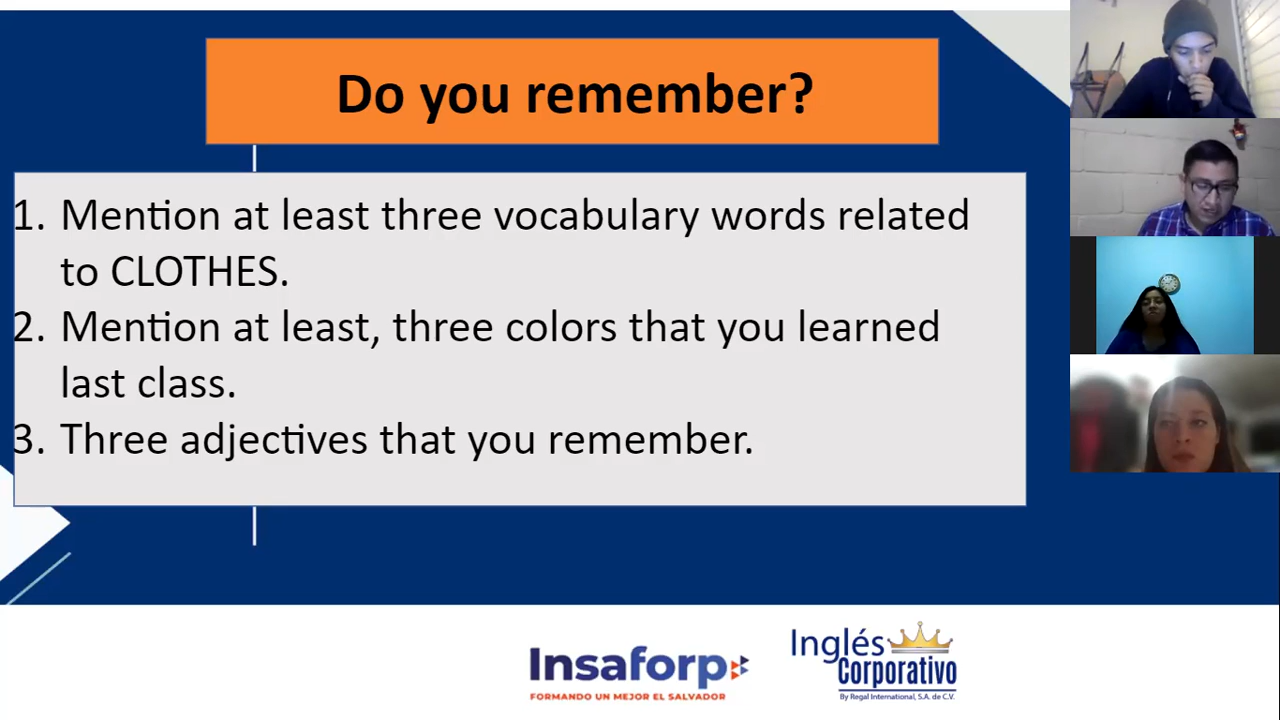 Do you remember?
1. Mention at least three vocabulary words related
to CLOTHES.
2. Mention at least, three colors that you learned
last class.
3. Three adjectives that you remember.
Insaforp
FORMANDO UN MEJOR EL SALVADOR
Inglés
Corporativo
By Regal International, S.A. de C.V.